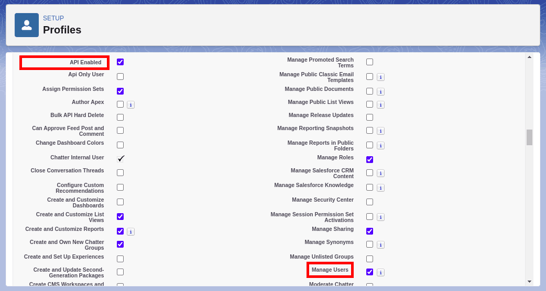 SETUP
Profiles
API Enabled
Api Only User
Assign Permission Sets
Author Apex
Bulk API Hard Delete
Can Approve Feed Post and
Comment
Change Dashboard Colors
Chatter Internal User
Close Conversation Threads
Configure Custom
Recommendations
Create and Customize
Dashboards
Create and Customize List
Views
Create and Customize Reports
Create and Own New Chatter
Groups
Create and Set Up Experiences
Create and Update Second-
Generation Packages
Create CMS Workspaces and
Manage Promoted Search
Terms
Manage Public Classic Email
Templates
Manage Public Documents
Manage Public List Views
Manage Release Updates
Manage Reporting Snapshots
Manage Reports in Public
Folders
Manage Roles
Manage Salesforce CRM
Content
Manage Salesforce Knowledge
Manage Security Center
Manage Session Permission Set
Activations
Manage Sharing
Manage Synonyms
Manage Unlisted Groups
Manage Users
Moderate Chatter